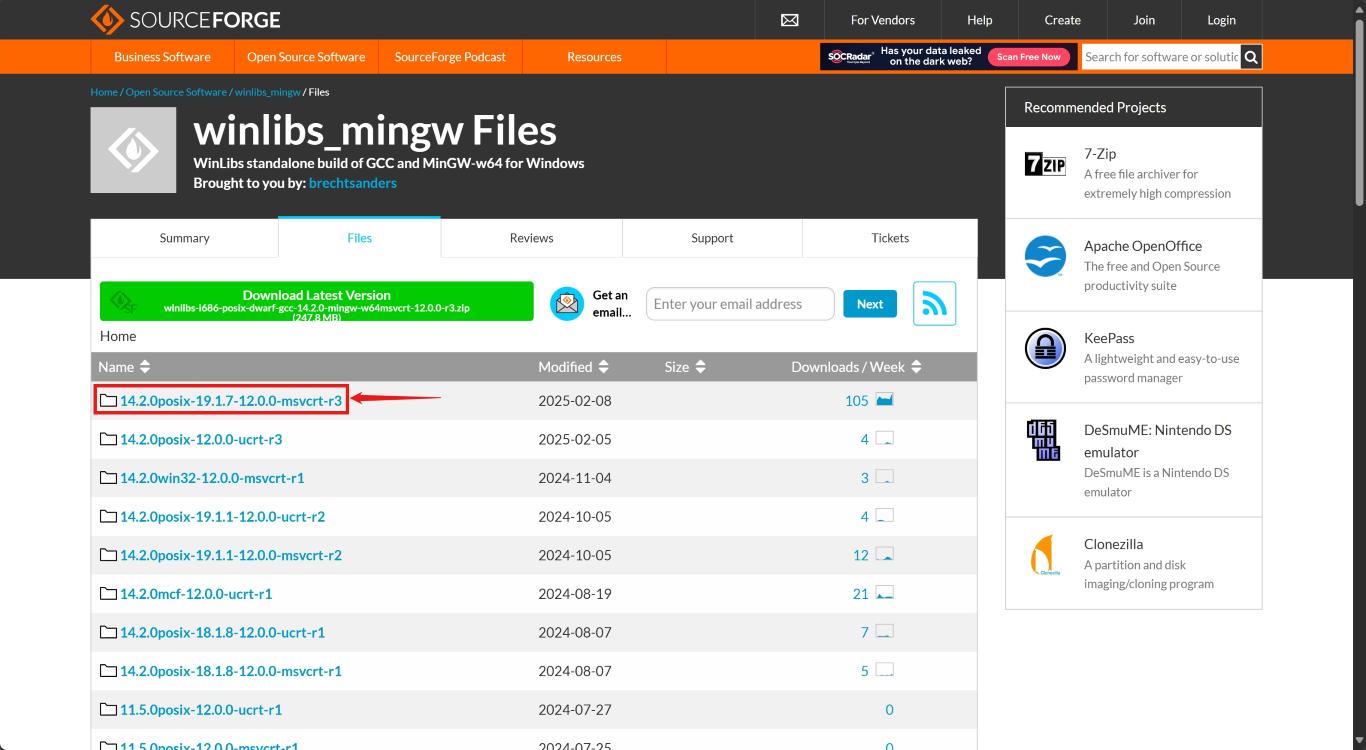 SOURCEFORGE
For Vendors
Help
Create
Join
Login
Business Software
Open Source Software
SourceForge Podcast
Resources
SOCRadar
Has your data leaked
on the dark web?
Scan Free Now
Search for software or solutic
Home / Open Source Software / winlibs_mingw / Files
winlibs_mingw Files
WinLibs standalone build of GCC and MinGW-w64 for Windows
Brought to you by: brechtsanders
Summary
Files
Reviews
Support
Tickets
Download Latest Version
winlibs-i686-posix-dwarf-gcc-14.2.0-mingw-w64msvcrt-12.0.0-r3.zip
(247.8 MB)
Get an
email...
Enter your email address
Next
Home
Name Modified Size Downloads / Week
14.2.0posix-19.1.7-12.0.0-msvcrt-r3 2025-02-08 105
14.2.0posix-12.0.0-ucrt-r3 2025-02-05 4
14.2.0win32-12.0.0-msvcrt-r1 2024-11-04 3
14.2.0posix-19.1.1-12.0.0-ucrt-r2 2024-10-05 4
14.2.0posix-19.1.1-12.0.0-msvcrt-r2 2024-10-05 12
14.2.0mcf-12.0.0-ucrt-r1 2024-08-19 21
14.2.0posix-18.1.8-12.0.0-ucrt-r1 2024-08-07 7
14.2.0posix-18.1.8-12.0.0-msvcrt-r1 2024-08-07 5
11.5.0posix-12.0.0-ucrt-r1 2024-07-27 0
11.5.0posix-12.0.0-msvcrt-r1 2024-07-25 0
Recommended Projects
7ZIP
7-Zip
A free file archiver for
extremely high compression
Apache OpenOffice
The free and Open Source
productivity suite
KeePass
A lightweight and easy-to-use
password manager
DeSmuME
DeSmuME: Nintendo DS
emulator
DeSmuME is a Nintendo DS
emulator
Clonezilla
Clonezilla
A partition and disk
imaging/cloning program